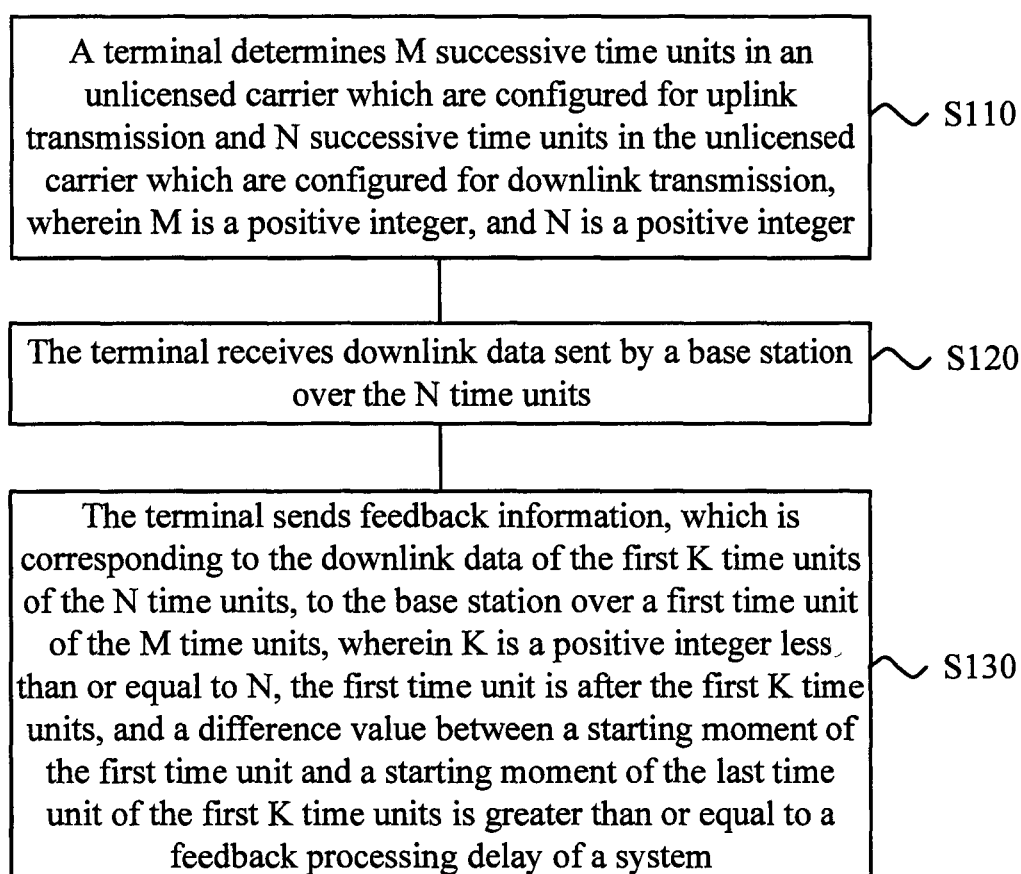 A terminal determines M successive time units in an
unlicensed carrier which are configured for uplink
transmission and N successive time units in the unlicensed
carrier which are configured for downlink transmission,
wherein M is a positive integer, and N is a positive integer
S110
The terminal receives downlink data sent by a base station
over the N time units
S120
The terminal sends feedback information, which is
corresponding to the downlink data of the first K time units
of the N time units, to the base station over a first time unit
of the M time units, wherein K is a positive integer less
than or equal to N, the first time unit is after the first K time
units, and a difference value between a starting moment of
the first time unit and a starting moment of the last time
unit of the first K time units is greater than or equal to a
feedback processing delay of a system
S130